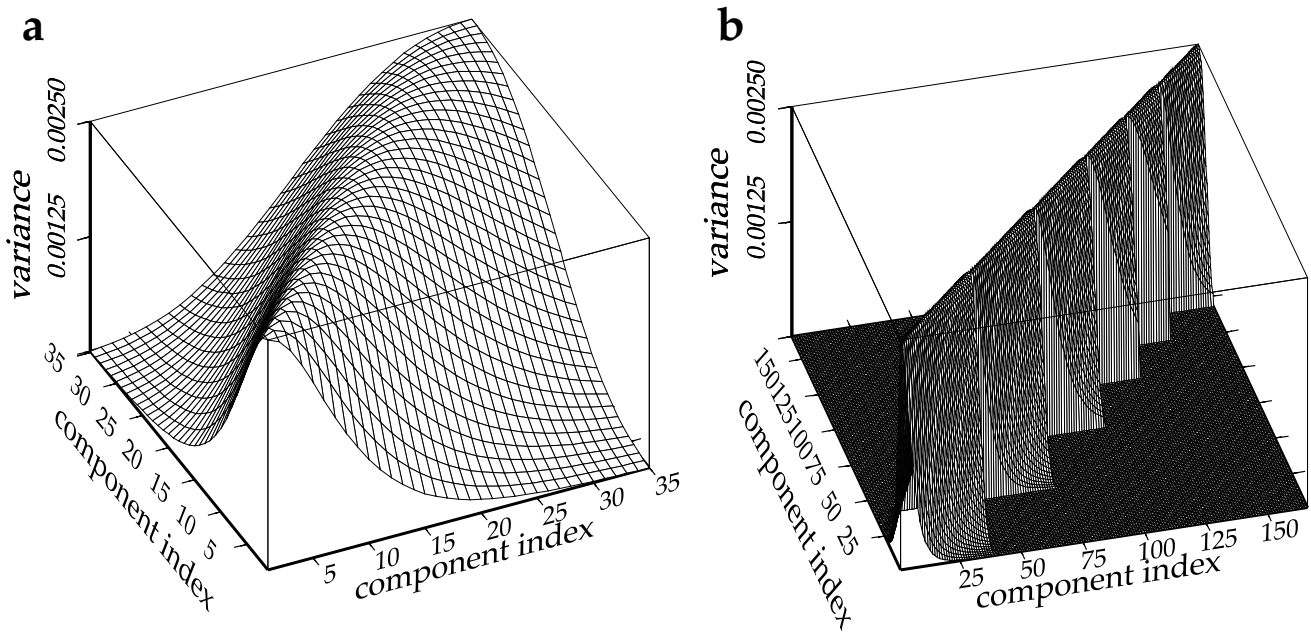 a
0.00250
0.00125
variance
35 30 25 20 15 10 5
component index
5 10 15 20 25 30 35
component index
b
0.00250
0.00125
variance
150 125 100 75 50 25
component index
25 50 75 100 125 150
component index